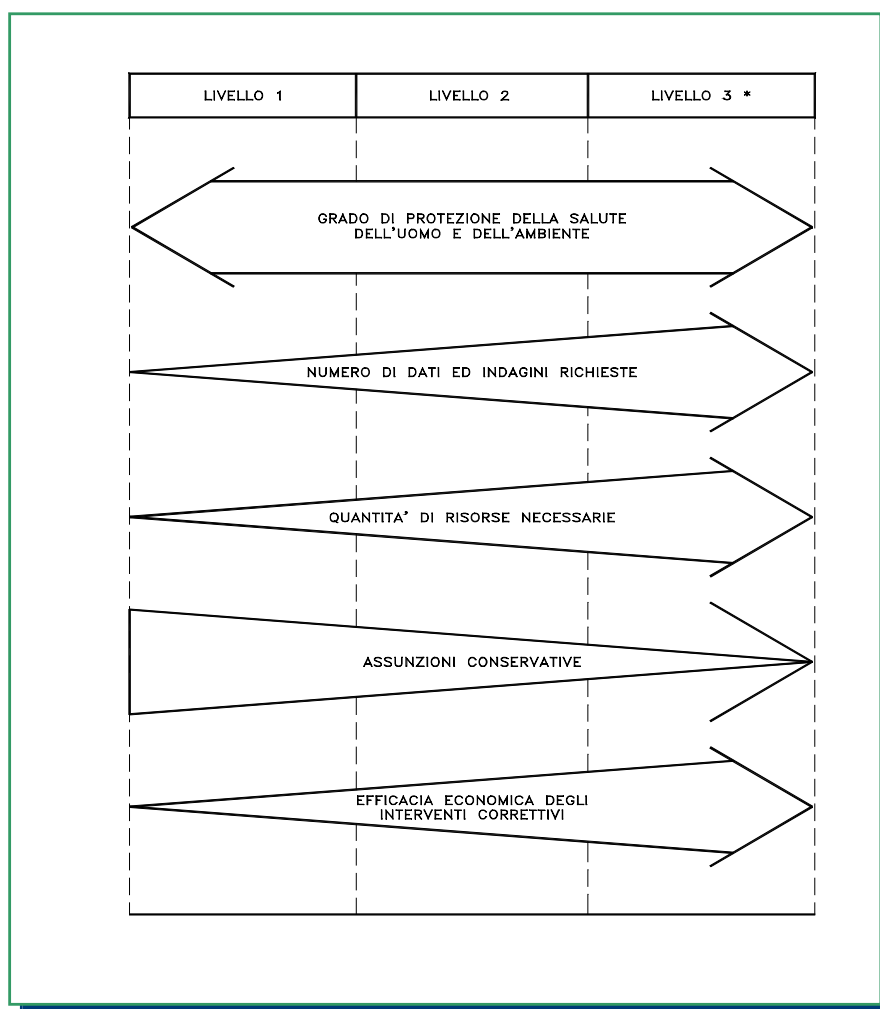 LIVELLO 1
LIVELLO 2
LIVELLO 3 *
GRADO DI PROTEZIONE DELLA SALUTE
DELL'UOMO E DELL'AMBIENTE
NUMERO DI DATI ED INDAGINI RICHIESTE
QUANTITA' DI RISORSE NECESSARIE
ASSUNZIONI CONSERVATIVE
EFFICACIA ECONOMICA DEGLI
INTERVENTI CORRETTIVI